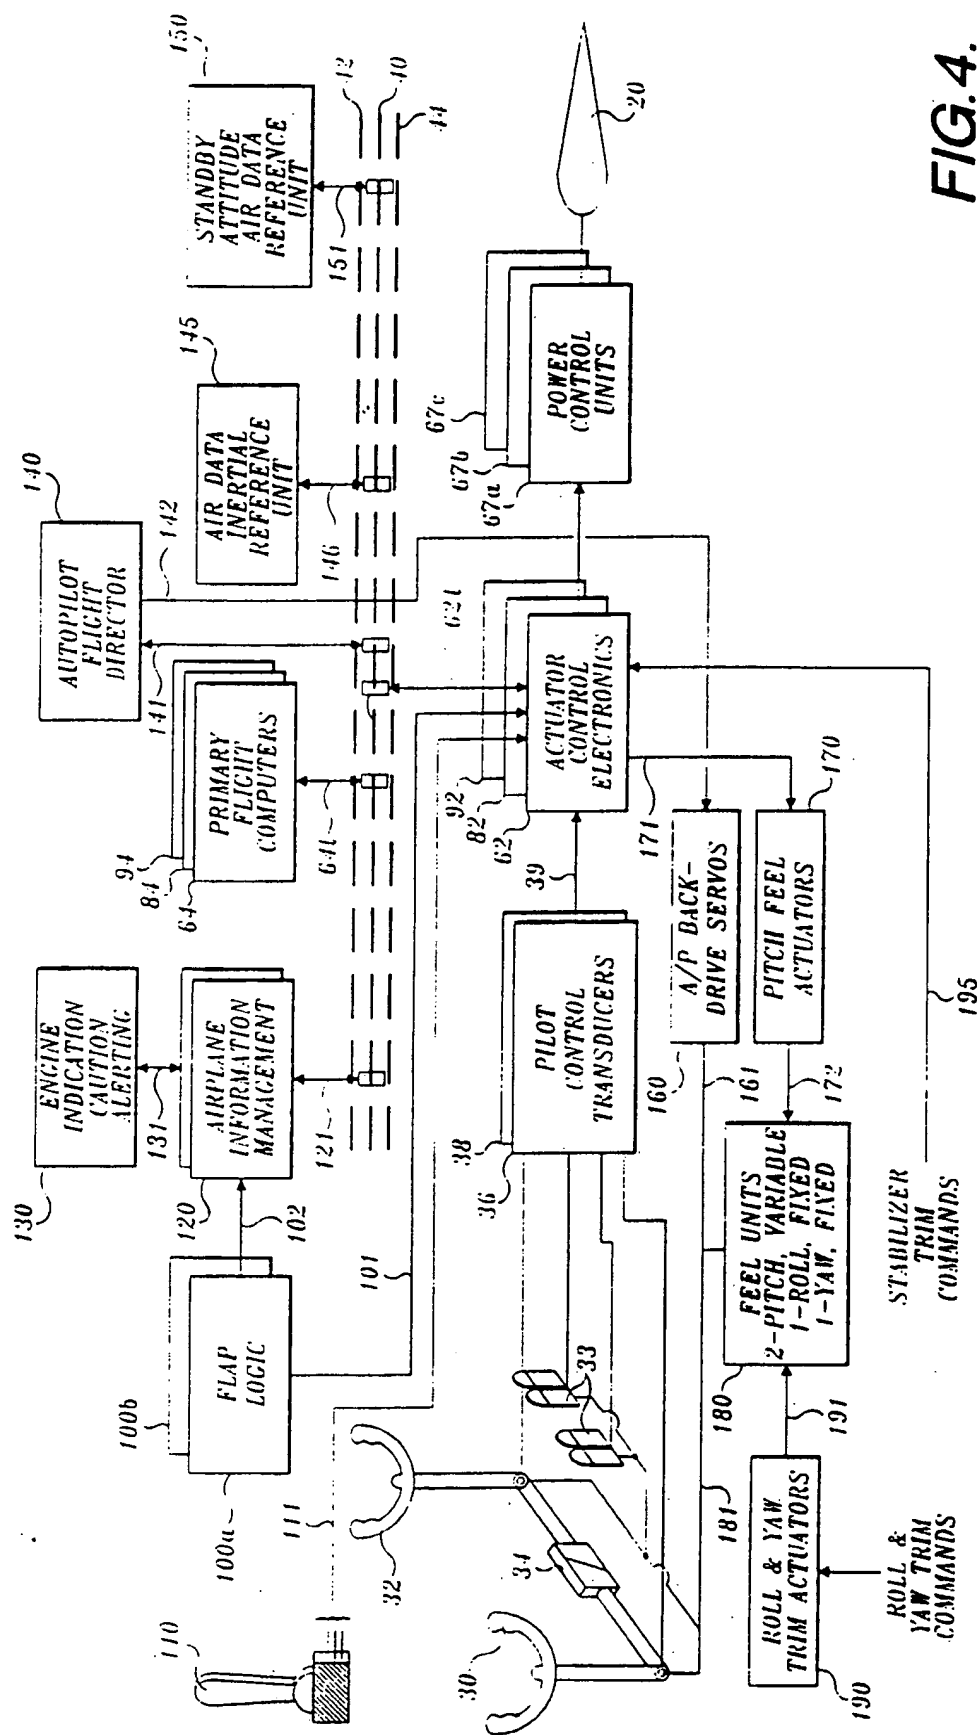 150
STANDBY
ATTITUDE
AIR DATA
REFERENCE
UNIT
42
40
44
151
145
AIR DATA
INERTIAL
REFERENCE
UNIT
146
140
AUTOPILOT
FLIGHT
DIRECTOR
142
141
94
84
64
PRIMARY
FLIGHT
COMPUTERS
64t
130
ENGINE
INDICATION
CAUTION
ALERTING
131
120
AIRPLANE
INFORMATION
MANAGEMENT
121
102
100b
FLAP
LOGIC
100a
101
110
111
20
67c
67b
67a
POWER
CONTROL
UNITS
62t
92
82
62
ACTUATOR
CONTROL
ELECTRONICS
39
38
36
PILOT
CONTROL
TRANSDUCERS
33
32
34
30
171
170
160
A/P BACK-
DRIVE SERVOS
161
PITCH FEEL
ACTUATORS
172
180
FEEL UNITS
2-PITCH, VARIABLE
1-ROLL, FIXED
1-YAW, FIXED
181
191
190
ROLL & YAW
TRIM ACTUATORS
ROLL &
YAW TRIM
COMMANDS
STABILIZER
TRIM
COMMANDS
195
FIG.4.